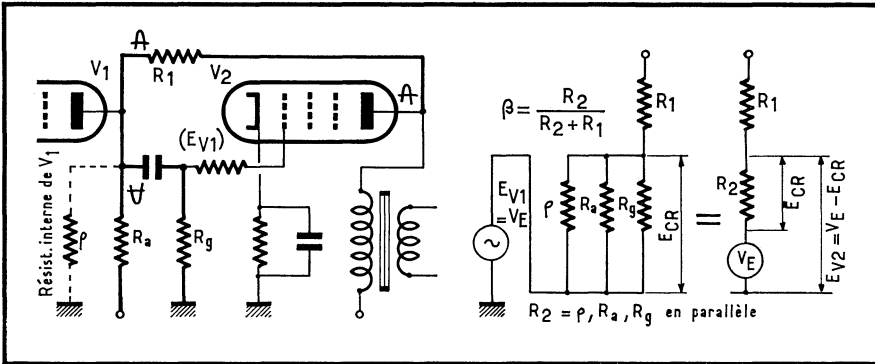 V1
R1
V2
(EV1)
Résist. interne de V1
ρ
Ra
Rg
β = R2 / (R2 + R1)
R1
EV1
= VE
ρ
Ra
Rg
ECR
=
R1
R2
VE
ECR
EV2 = VE - ECR
R2 = ρ, Ra, Rg en parallèle